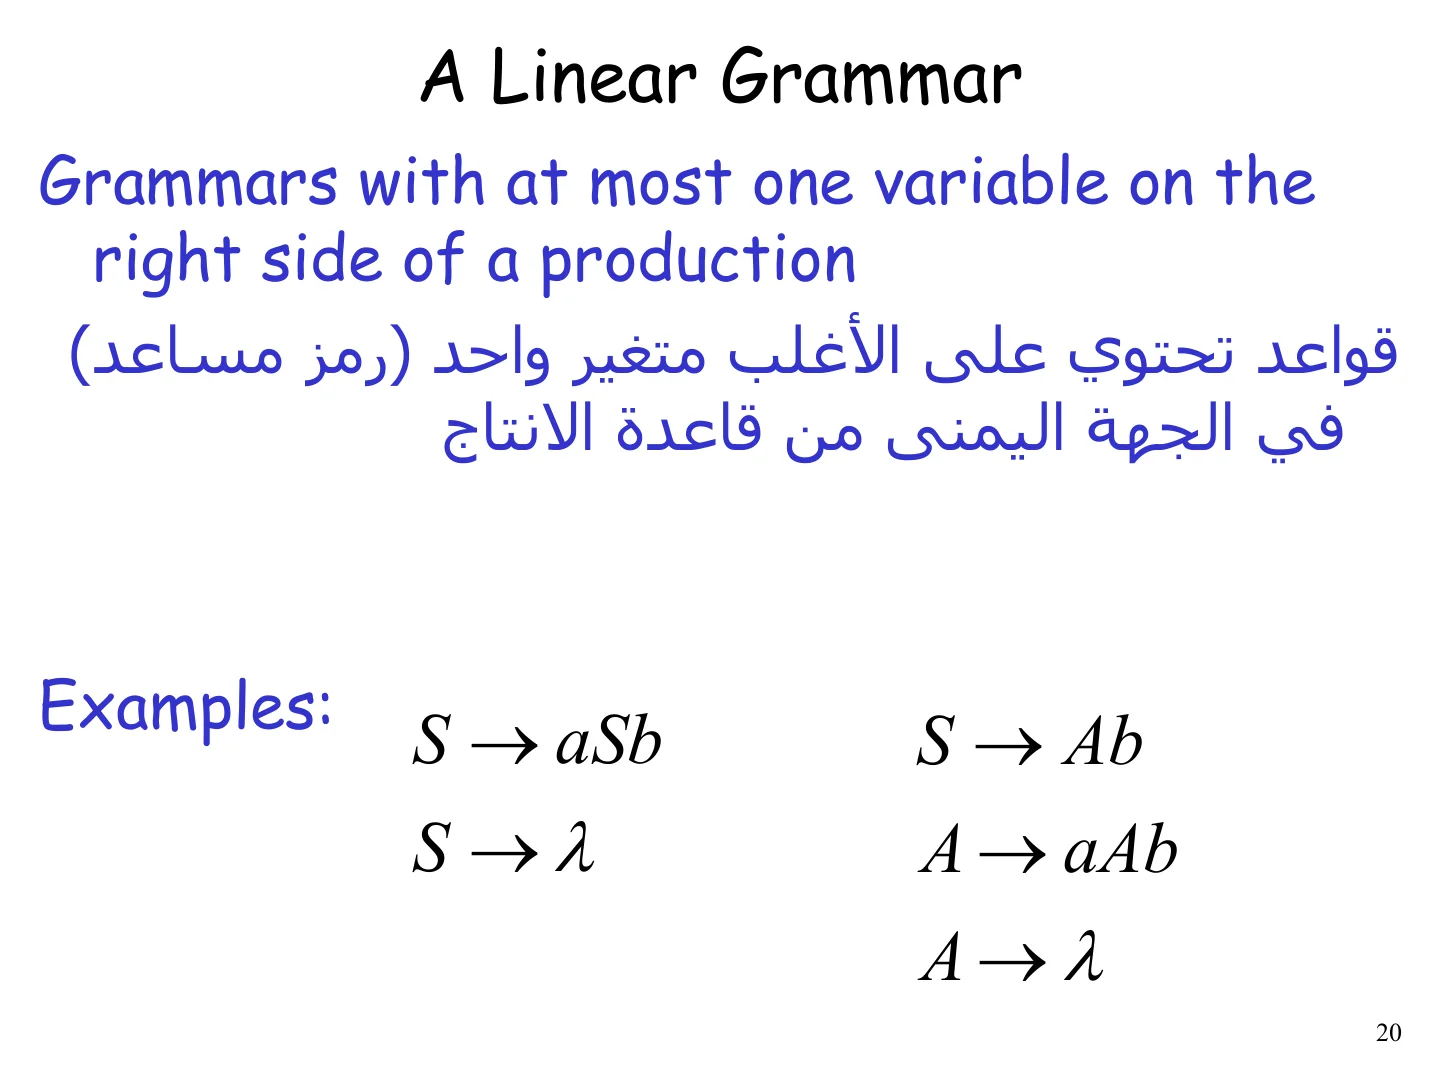 A Linear Grammar
Grammars with at most one variable on the
right side of a production
قواعد تحتوي على الأغلب متغير واحد (رمز مساعد)
في الجهة اليمنى من قاعدة الانتاج
Examples:
S → aSb
S → λ
S → Ab
A → aAb
A → λ
20